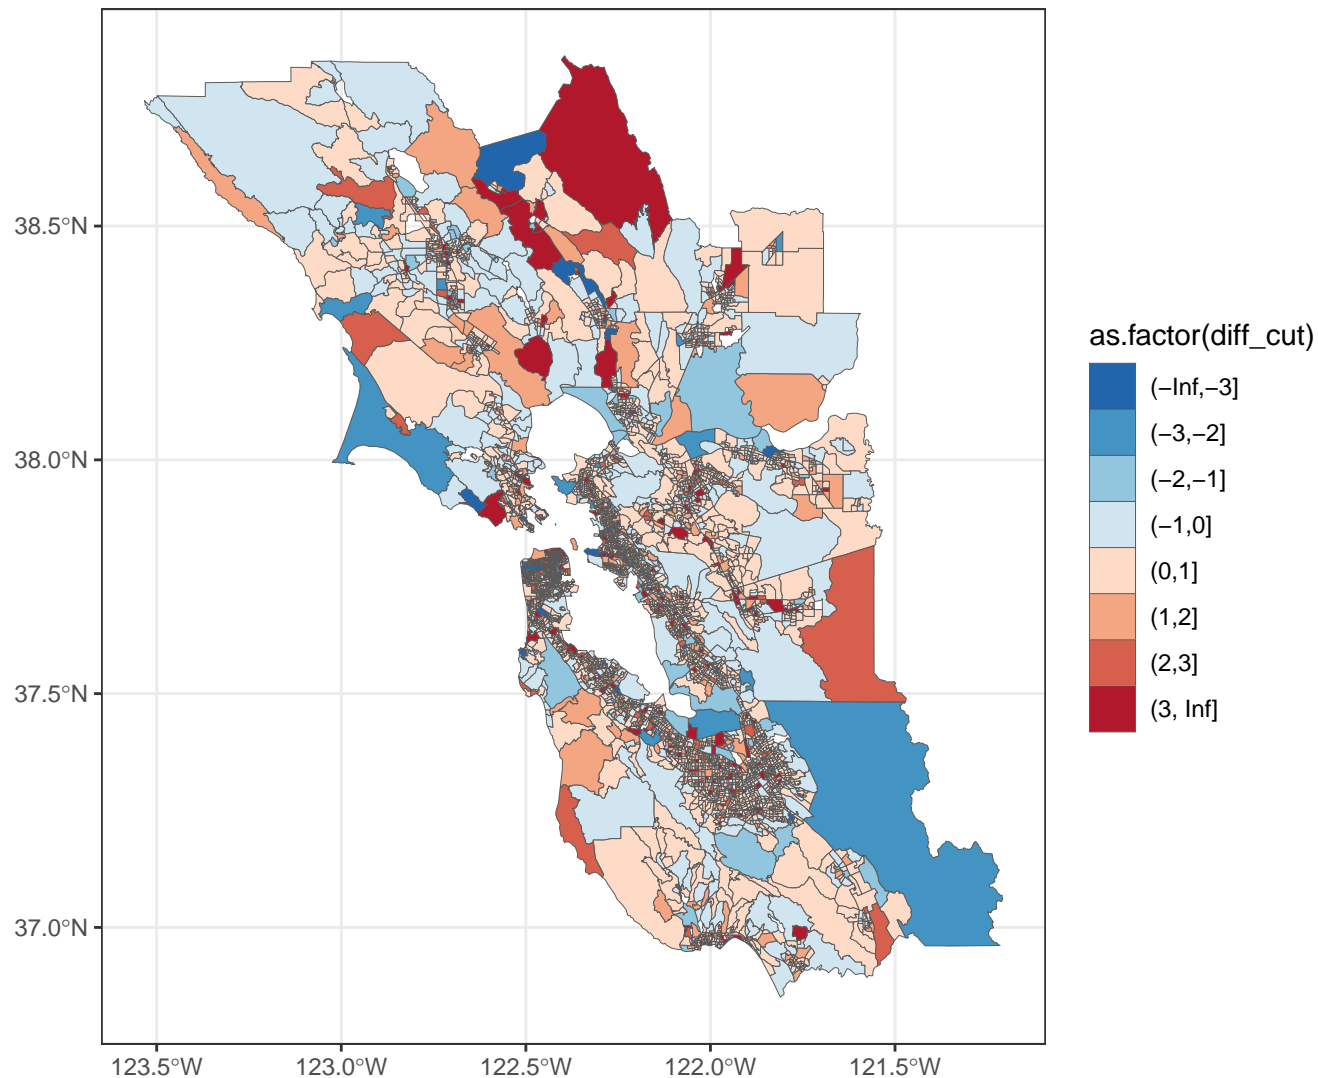 38.5°N
38.0°N
37.5°N
37.0°N
123.5°W
123.0°W
122.5°W
122.0°W
121.5°W
as.factor(diff_cut)
(−Inf,−3]
(−3,−2]
(−2,−1]
(−1,0]
(0,1]
(1,2]
(2,3]
(3, Inf]